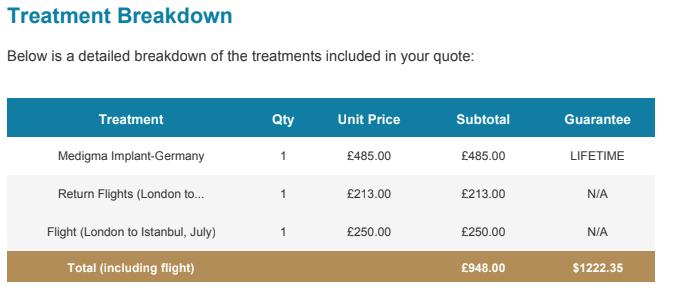 Treatment Breakdown
Below is a detailed breakdown of the treatments included in your quote:
Treatment Qty Unit Price Subtotal Guarantee
Medigma Implant-Germany 1 £485.00 £485.00 LIFETIME
Return Flights (London to... 1 £213.00 £213.00 N/A
Flight (London to Istanbul, July) 1 £250.00 £250.00 N/A
Total (including flight) £948.00 $1222.35